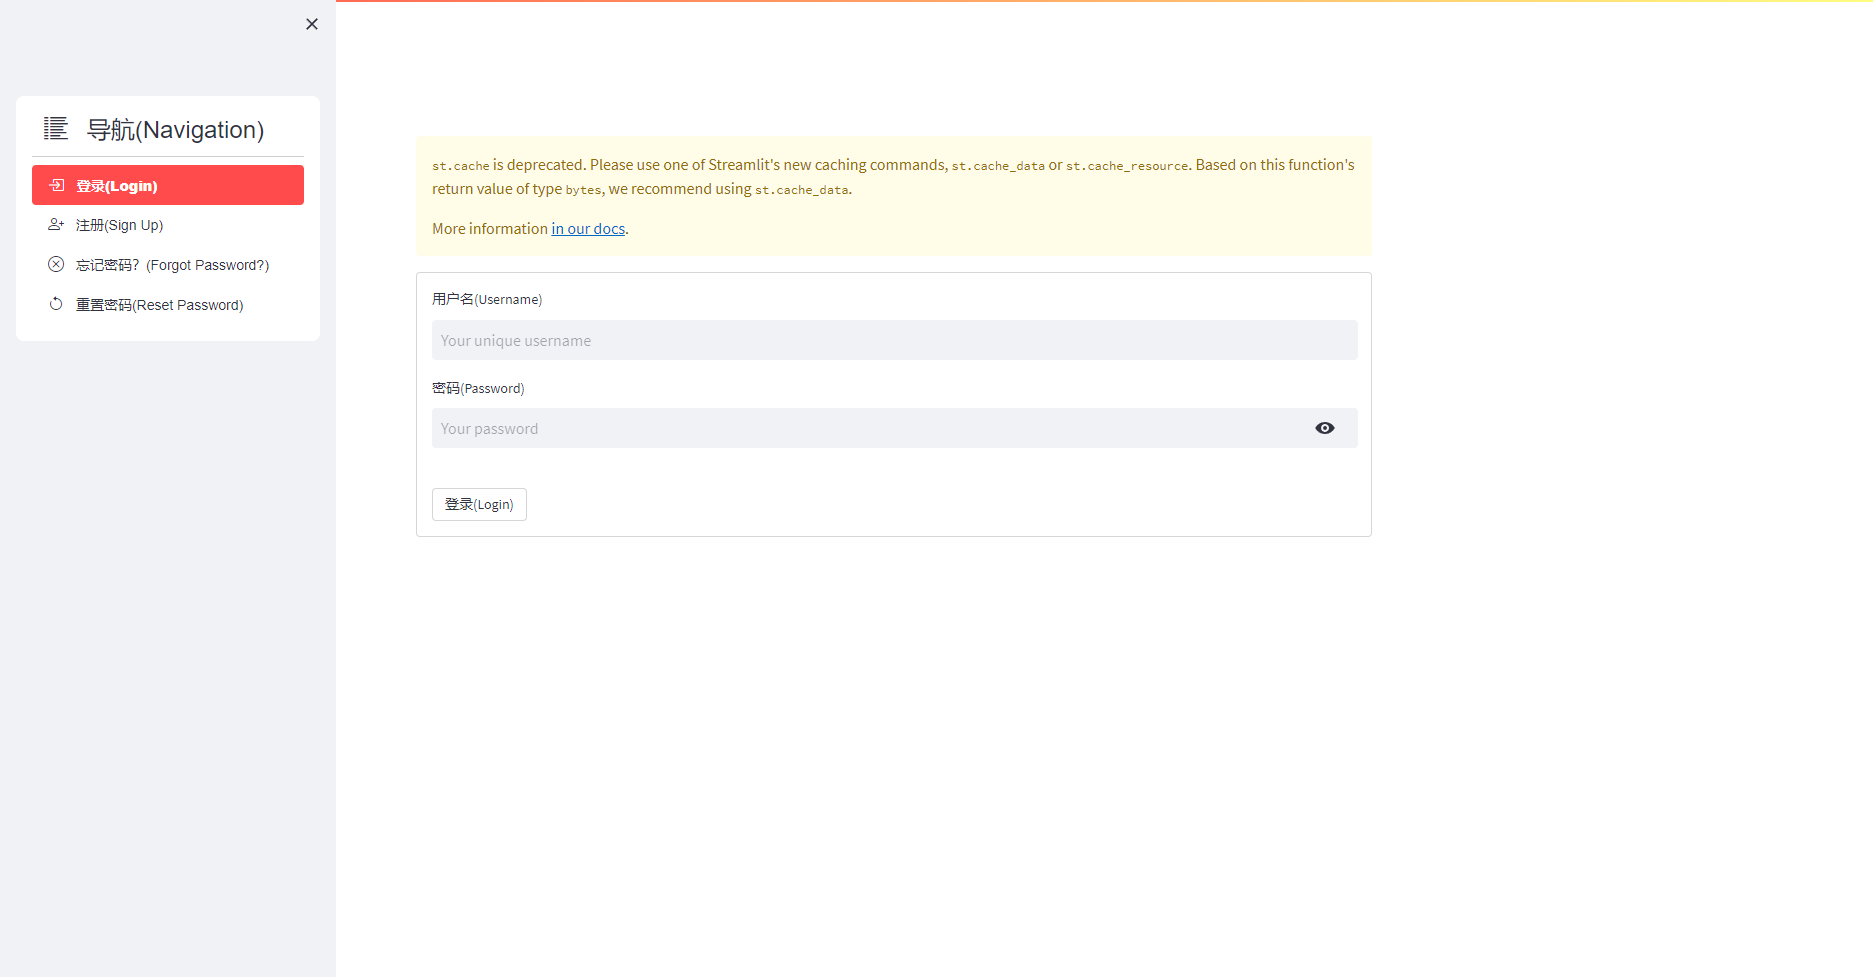 导航(Navigation)
登录(Login)
注册(Sign Up)
忘记密码？(Forgot Password?)
重置密码(Reset Password)
st.cache is deprecated. Please use one of Streamlit's new caching commands, st.cache_data or st.cache_resource. Based on this function's
return value of type bytes, we recommend using st.cache_data.
More information in our docs.
用户名(Username)
Your unique username
密码(Password)
Your password
登录(Login)